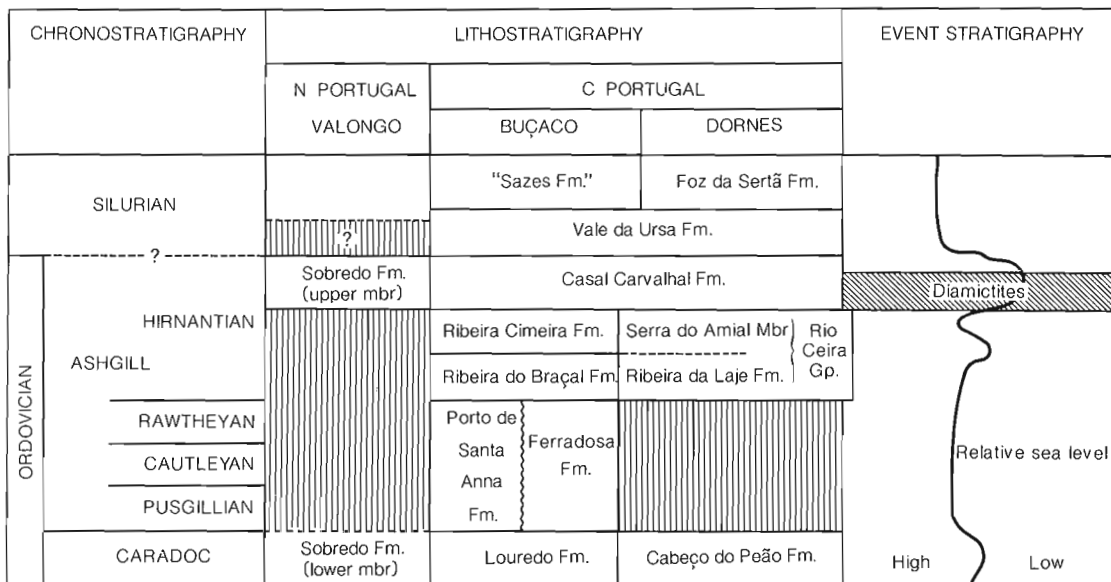 CHRONOSTRATIGRAPHY
LITHOSTRATIGRAPHY
EVENT STRATIGRAPHY
N PORTUGAL
VALONGO
C PORTUGAL
BUÇACO
DORNES
SILURIAN
"Sazes Fm."
Foz da Sertã Fm.
?
Vale da Ursa Fm.
?
ORDOVICIAN
Sobredo Fm.
(upper mbr)
Casal Carvalhal Fm.
Diamictites
HIRNANTIAN
ASHGILL
Ribeira Cimeira Fm.
Serra do Amial Mbr
Ribeira do Braçal Fm.
Ribeira da Laje Fm.
Rio
Ceira
Gp.
RAWTHEYAN
CAUTLEYAN
PUSGILLIAN
Porto de
Santa
Anna
Fm.
Ferradosa
Fm.
Relative sea level
CARADOC
Sobredo Fm.
(lower mbr)
Louredo Fm.
Cabeço do Peão Fm.
High
Low